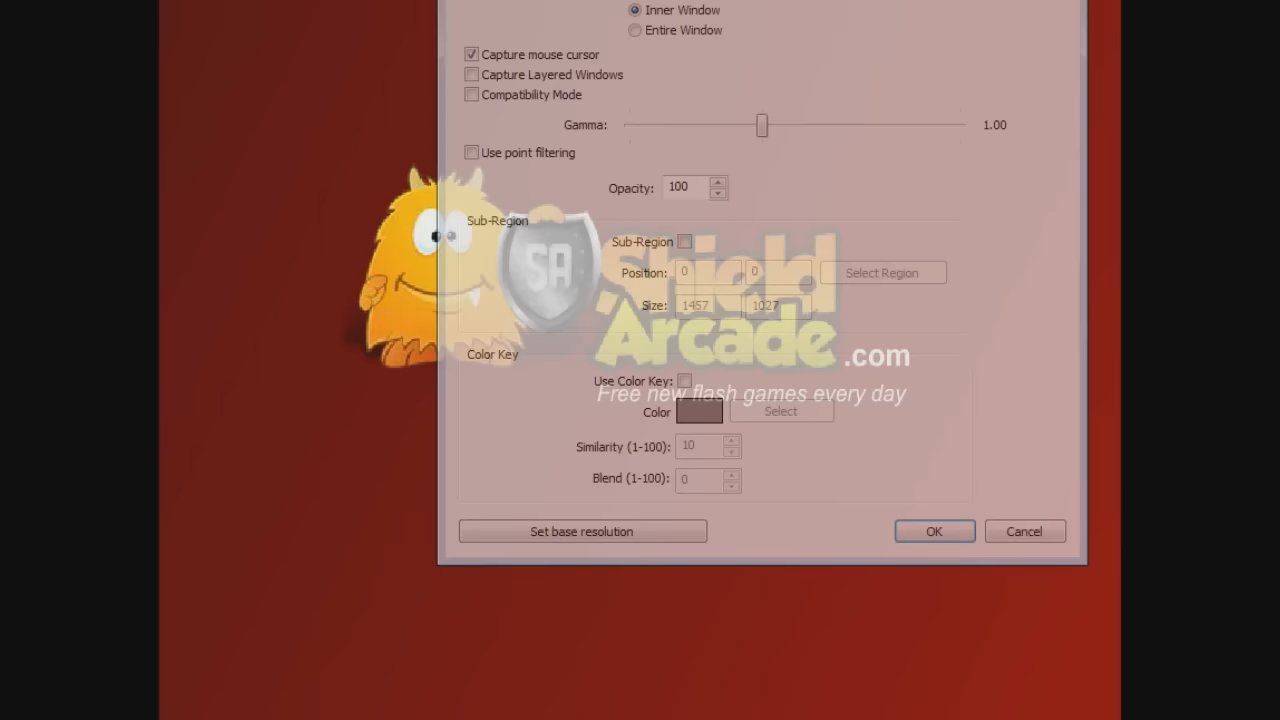 Inner Window
Entire Window
Capture mouse cursor
Capture Layered Windows
Compatibility Mode
Gamma: 1.00
Use point filtering
Opacity: 100
Sub-Region
Sub-Region
Position: 0 0 Select Region
Size: 1457 1027
SA Shield Arcade .com
Free new flash games every day
Color Key
Use Color Key:
Color Select
Similarity (1-100): 10
Blend (1-100): 0
Set base resolution OK Cancel